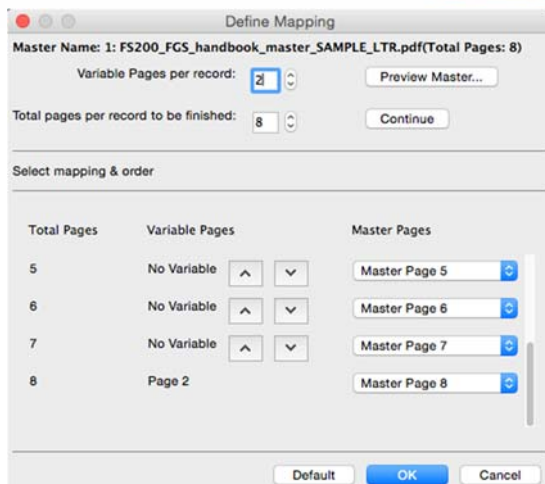 Define Mapping
Master Name: 1: FS200_FGS_handbook_master_SAMPLE_LTR.pdf(Total Pages: 8)
Variable Pages per record: 2 Preview Master...
Total pages per record to be finished: 8 Continue
Select mapping & order
Total Pages Variable Pages Master Pages
5 No Variable Master Page 5
6 No Variable Master Page 6
7 No Variable Master Page 7
8 Page 2 Master Page 8
Default OK Cancel